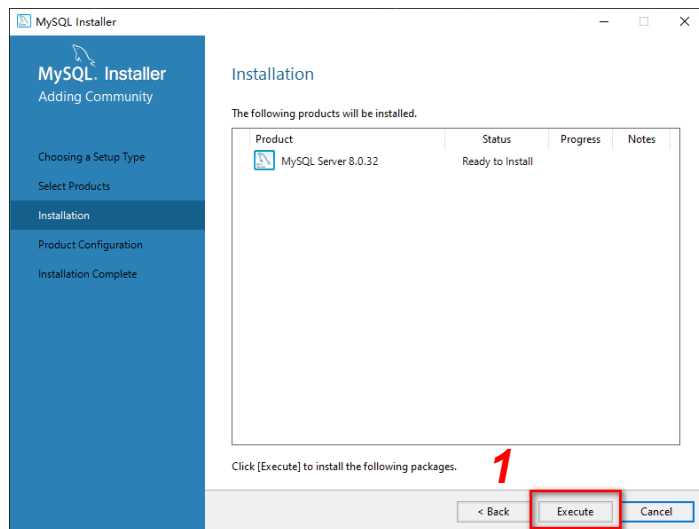 MySQL Installer
MySQL. Installer
Adding Community
Choosing a Setup Type
Select Products
Installation
Product Configuration
Installation Complete
Installation
The following products will be installed.
Product Status Progress Notes
MySQL Server 8.0.32 Ready to Install
Click [Execute] to install the following packages.
1
< Back Execute Cancel